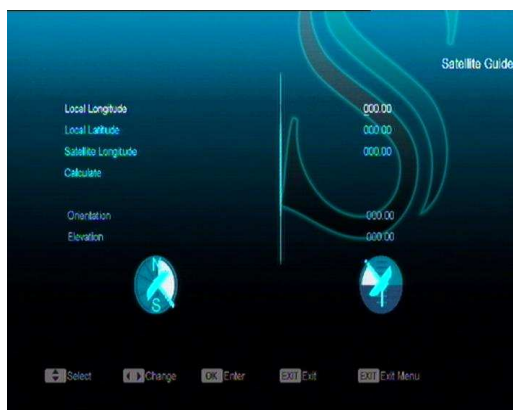 Satellite Guide
Local Longitude 000.00
Local Latitude 000.00
Satellite Longitude 000.00
Calculate
Orientation 000.00
Elevation 000.00
N
S
Select Change OK Enter EXIT Exit EXIT Exit Menu